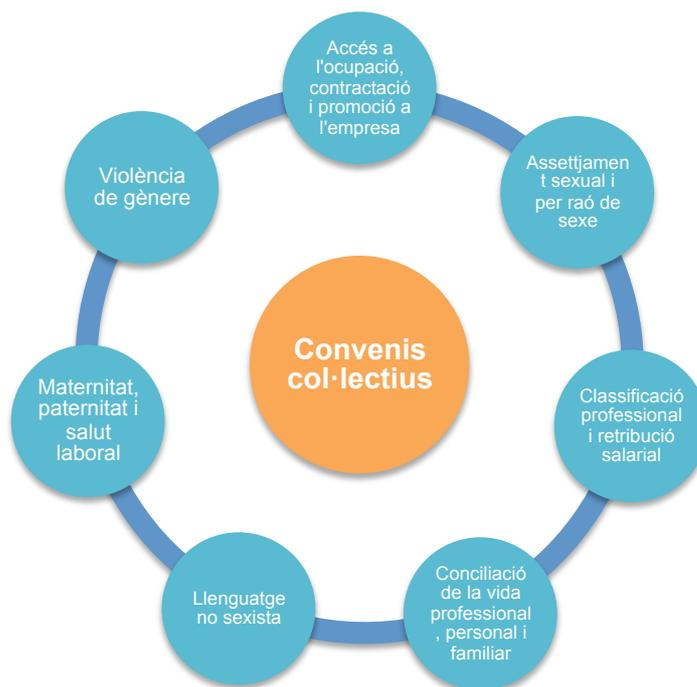 Accés a
l'ocupació,
contractació
i promoció a
l'empresa
Assettjamen
t sexual i
per raó de
sexe
Classificació
professional
i retribució
salarial
Conciliació
de la vida
professional
, personal i
familiar
Llenguatge
no sexista
Maternitat,
paternitat i
salut
laboral
Violència
de gènere
Convenis
col·lectius